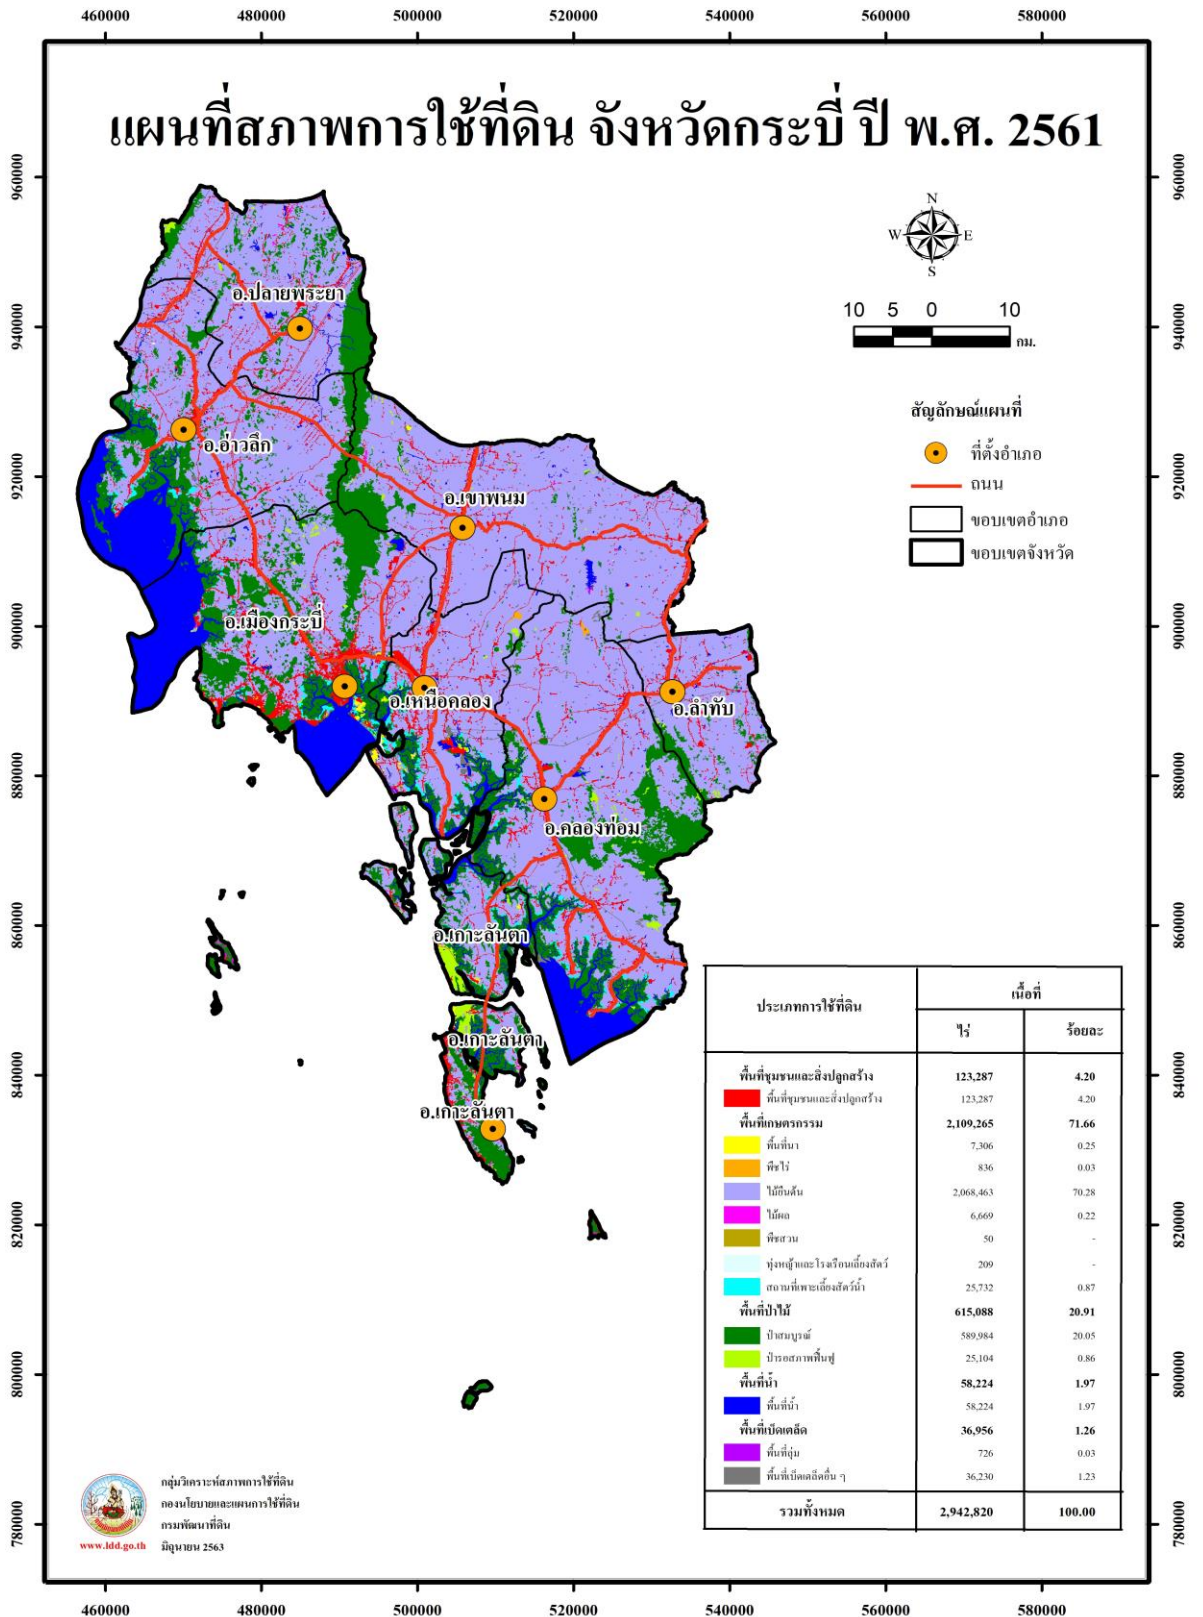 460000 480000 500000 520000 540000 560000 580000
แผนที่สภาพการใช้ที่ดิน จังหวัดกระบี่ ปี พ.ศ. 2561
960000 960000
N
W E
S
10 5 0 10
กม.
940000 940000
อ.ปลายพระยา
สัญลักษณ์แผนที่
ที่ตั้งอำเภอ
ถนน
ขอบเขตอำเภอ
ขอบเขตจังหวัด
อ.อ่าวลึก
920000 920000
อ.เขาพนม
อ.เมืองกระบี่
900000 900000
อ.เหนือคลอง
อ.ลำทับ
880000 880000
อ.คลองท่อม
860000 860000
อ.เกาะลันตา
อ.เกาะลันตา
840000 840000
อ.เกาะลันตา
820000 820000
800000 800000
780000 780000
ประเภทการใช้ที่ดิน เนื้อที่
ไร่ ร้อยละ
พื้นที่ชุมชนและสิ่งปลูกสร้าง 123,287 4.20
พื้นที่ชุมชนและสิ่งปลูกสร้าง 123,287 4.20
พื้นที่เกษตรกรรม 2,109,265 71.66
พื้นที่นา 7,306 0.25
พืชไร่ 836 0.03
ไม้ยืนต้น 2,068,463 70.28
ไม้ผล 6,669 0.22
พืชสวน 50 -
ทุ่งหญ้าและโรงเรือนเลี้ยงสัตว์ 209 -
สถานที่เพาะเลี้ยงสัตว์น้ำ 25,732 0.87
พื้นที่ป่าไม้ 615,088 20.91
ป่าสมบูรณ์ 589,984 20.05
ป่ารอสภาพฟื้นฟู 25,104 0.86
พื้นที่น้ำ 58,224 1.97
พื้นที่น้ำ 58,224 1.97
พื้นที่เบ็ดเตล็ด 36,956 1.26
พื้นที่ลุ่ม 726 0.03
พื้นที่เบ็ดเตล็ดอื่น ๆ 36,230 1.23
รวมทั้งหมด 2,942,820 100.00
กลุ่มวิเคราะห์สภาพการใช้ที่ดิน
กองนโยบายและแผนการใช้ที่ดิน
กรมพัฒนาที่ดิน
www.ldd.go.th มิถุนายน 2563
460000 480000 500000 520000 540000 560000 580000